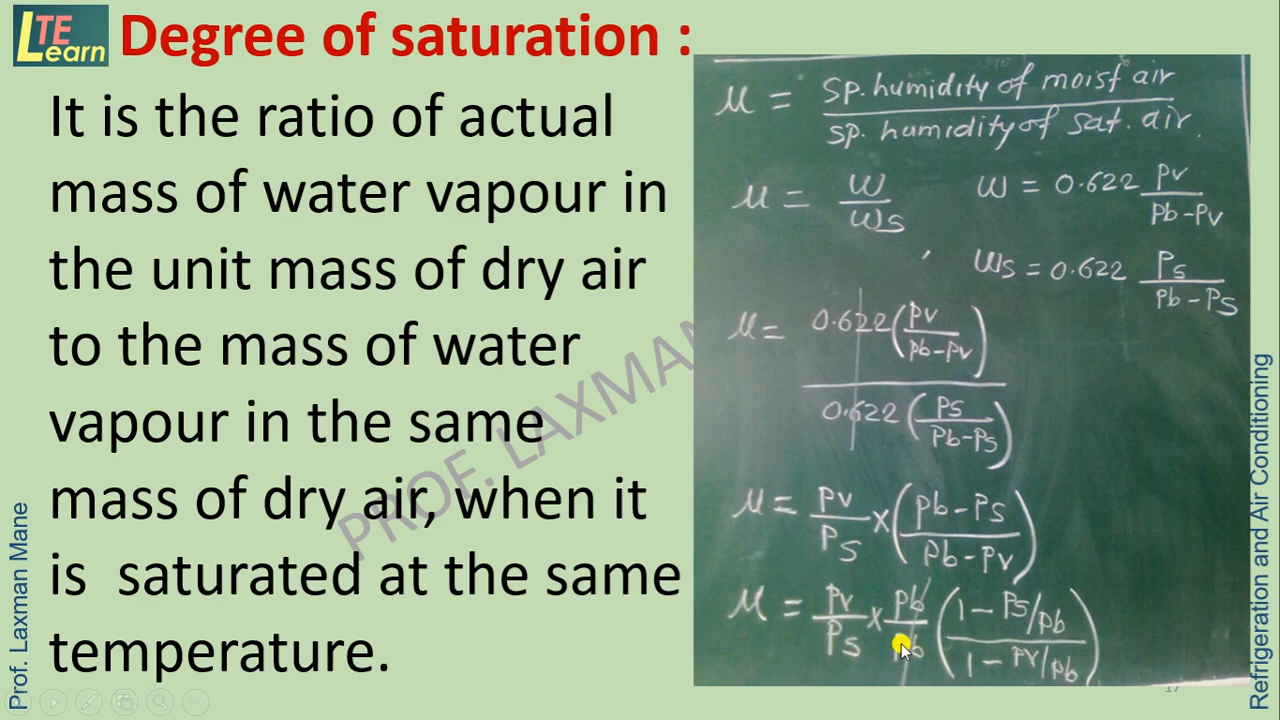 LTE Learn
Degree of saturation :
It is the ratio of actual
mass of water vapour in
the unit mass of dry air
to the mass of water
vapour in the same
mass of dry air, when it
is saturated at the same
temperature.
μ = Sp. humidity of moist air / Sp. humidity of sat. air.
μ = W / Ws , W = 0.622 Pv / Pb-Pv
Ws = 0.622 Ps / Pb-Ps
μ = 0.622 (Pv / Pb-Pv) / 0.622 (Ps / Pb-Ps)
μ = Pv / Ps × (Pb-Ps / Pb-Pv)
μ = Pv / Ps × Pb / Pb (1 - Ps/Pb / 1 - Pv/Pb)
PROF. LAXMAN
Prof. Laxman Mane
Refrigeration and Air Conditioning
17